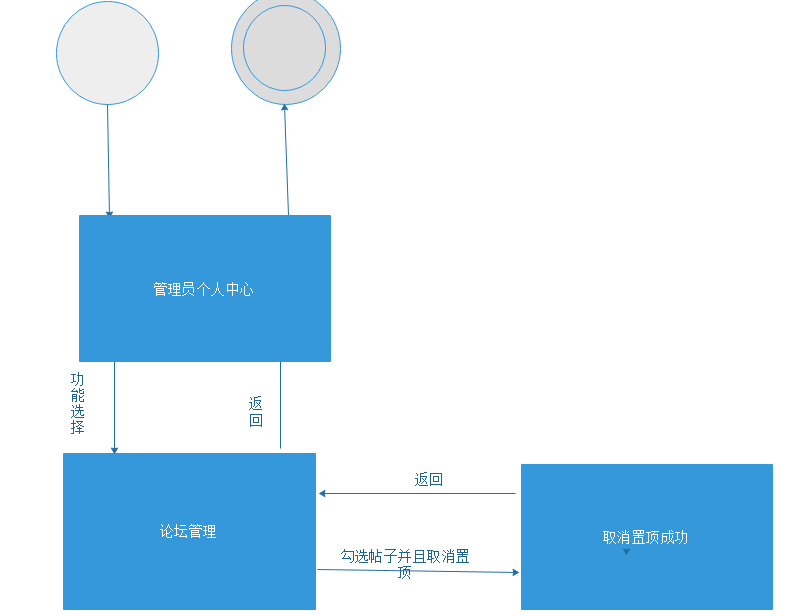 管理员个人中心
功能选择
返回
返回
论坛管理
取消置顶成功
勾选帖子并且取消置
顶